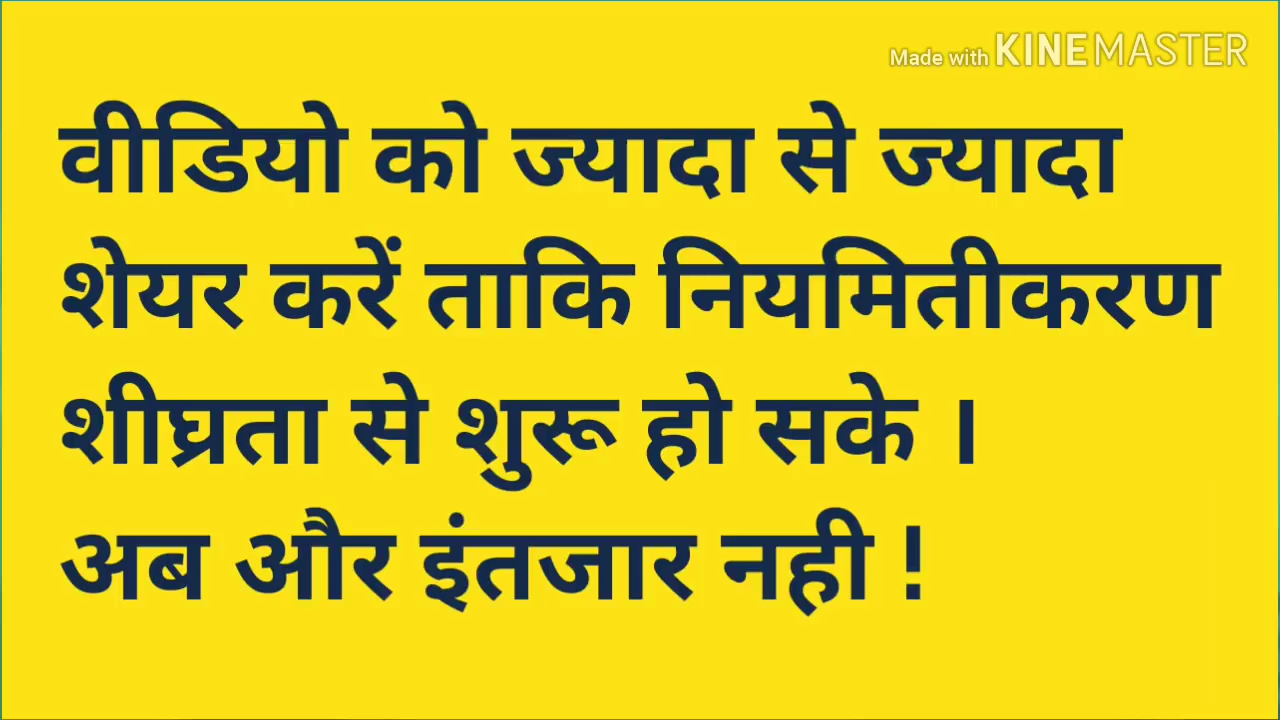 Made with KINEMASTER
वीडियो को ज्यादा से ज्यादा
शेयर करें ताकि नियमितीकरण
शीघ्रता से शुरू हो सके ।
अब और इंतजार नही !